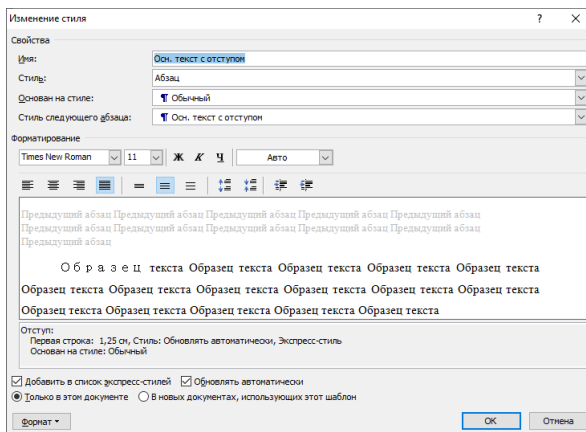 Изменение стиля ? ×
Свойства
Имя: Осн. текст с отступом
Стиль: Абзац
Основан на стиле: ¶ Обычный
Стиль следующего абзаца: ¶ Осн. текст с отступом
Форматирование
Times New Roman 11 Ж К Ч Авто
Предыдущий абзац Предыдущий абзац Предыдущий абзац Предыдущий абзац Предыдущий абзац
Предыдущий абзац Предыдущий абзац Предыдущий абзац Предыдущий абзац Предыдущий абзац
Предыдущий абзац
Образец текста Образец текста Образец текста Образец текста Образец текста
Образец текста Образец текста Образец текста Образец текста Образец текста Образец текста
Образец текста Образец текста Образец текста Образец текста
Отступ:
Первая строка: 1,25 см, Стиль: Обновлять автоматически, Экспресс-стиль
Основан на стиле: Обычный
Добавить в список экспресс-стилей Обновлять автоматически
Только в этом документе В новых документах, использующих этот шаблон
Формат OK Отмена